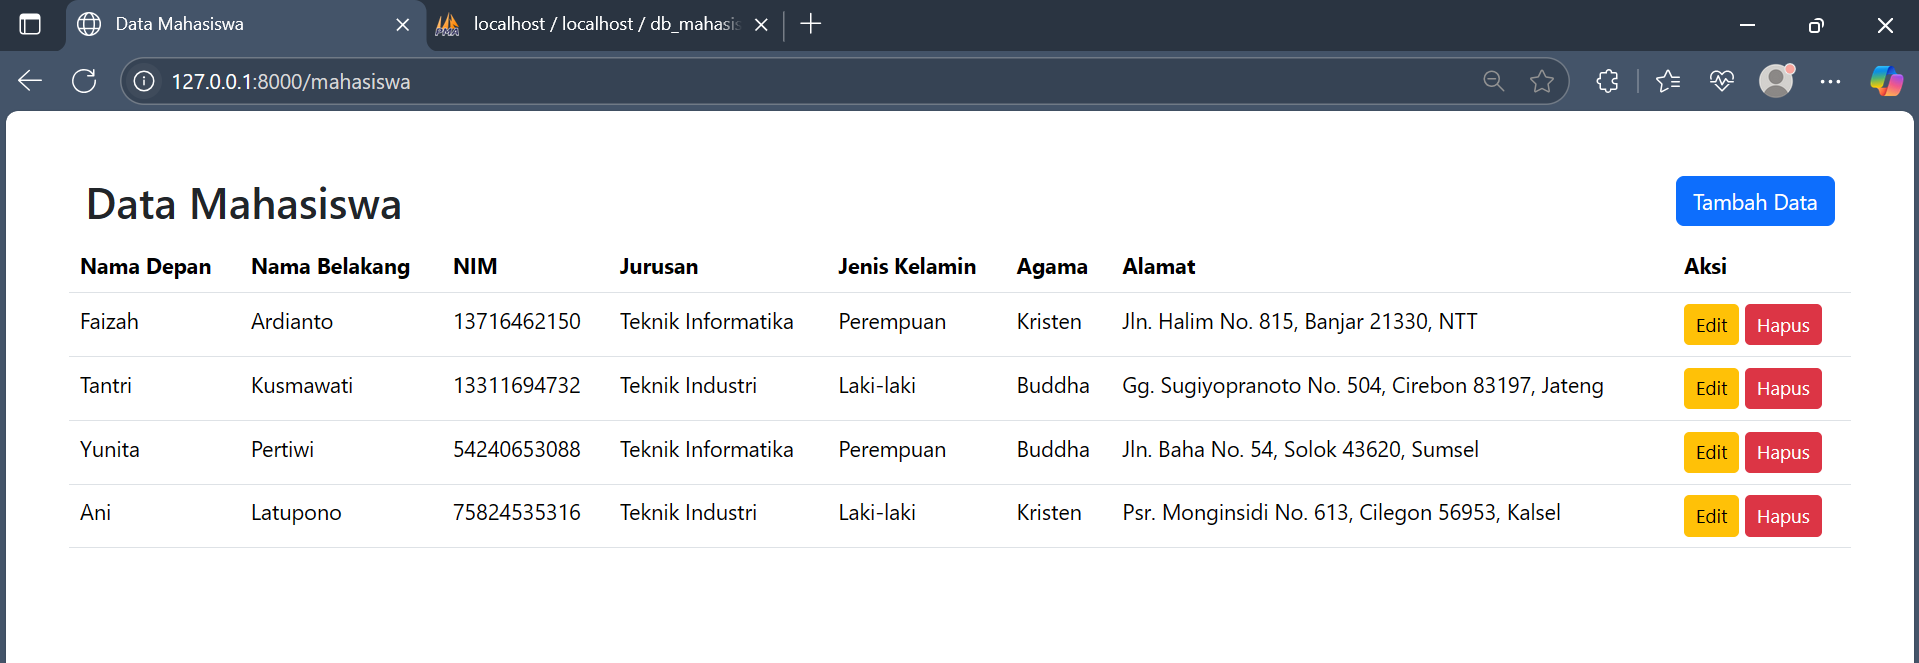 Data Mahasiswa
localhost / localhost / db_mahasis
127.0.0.1:8000/mahasiswa
Data Mahasiswa
Tambah Data
Nama Depan Nama Belakang NIM Jurusan Jenis Kelamin Agama Alamat Aksi
Faizah Ardianto 13716462150 Teknik Informatika Perempuan Kristen Jln. Halim No. 815, Banjar 21330, NTT Edit Hapus
Tantri Kusmawati 13311694732 Teknik Industri Laki-laki Buddha Gg. Sugiyopranoto No. 504, Cirebon 83197, Jateng Edit Hapus
Yunita Pertiwi 54240653088 Teknik Informatika Perempuan Buddha Jln. Baha No. 54, Solok 43620, Sumsel Edit Hapus
Ani Latupono 75824535316 Teknik Industri Laki-laki Kristen Psr. Monginsidi No. 613, Cilegon 56953, Kalsel Edit Hapus